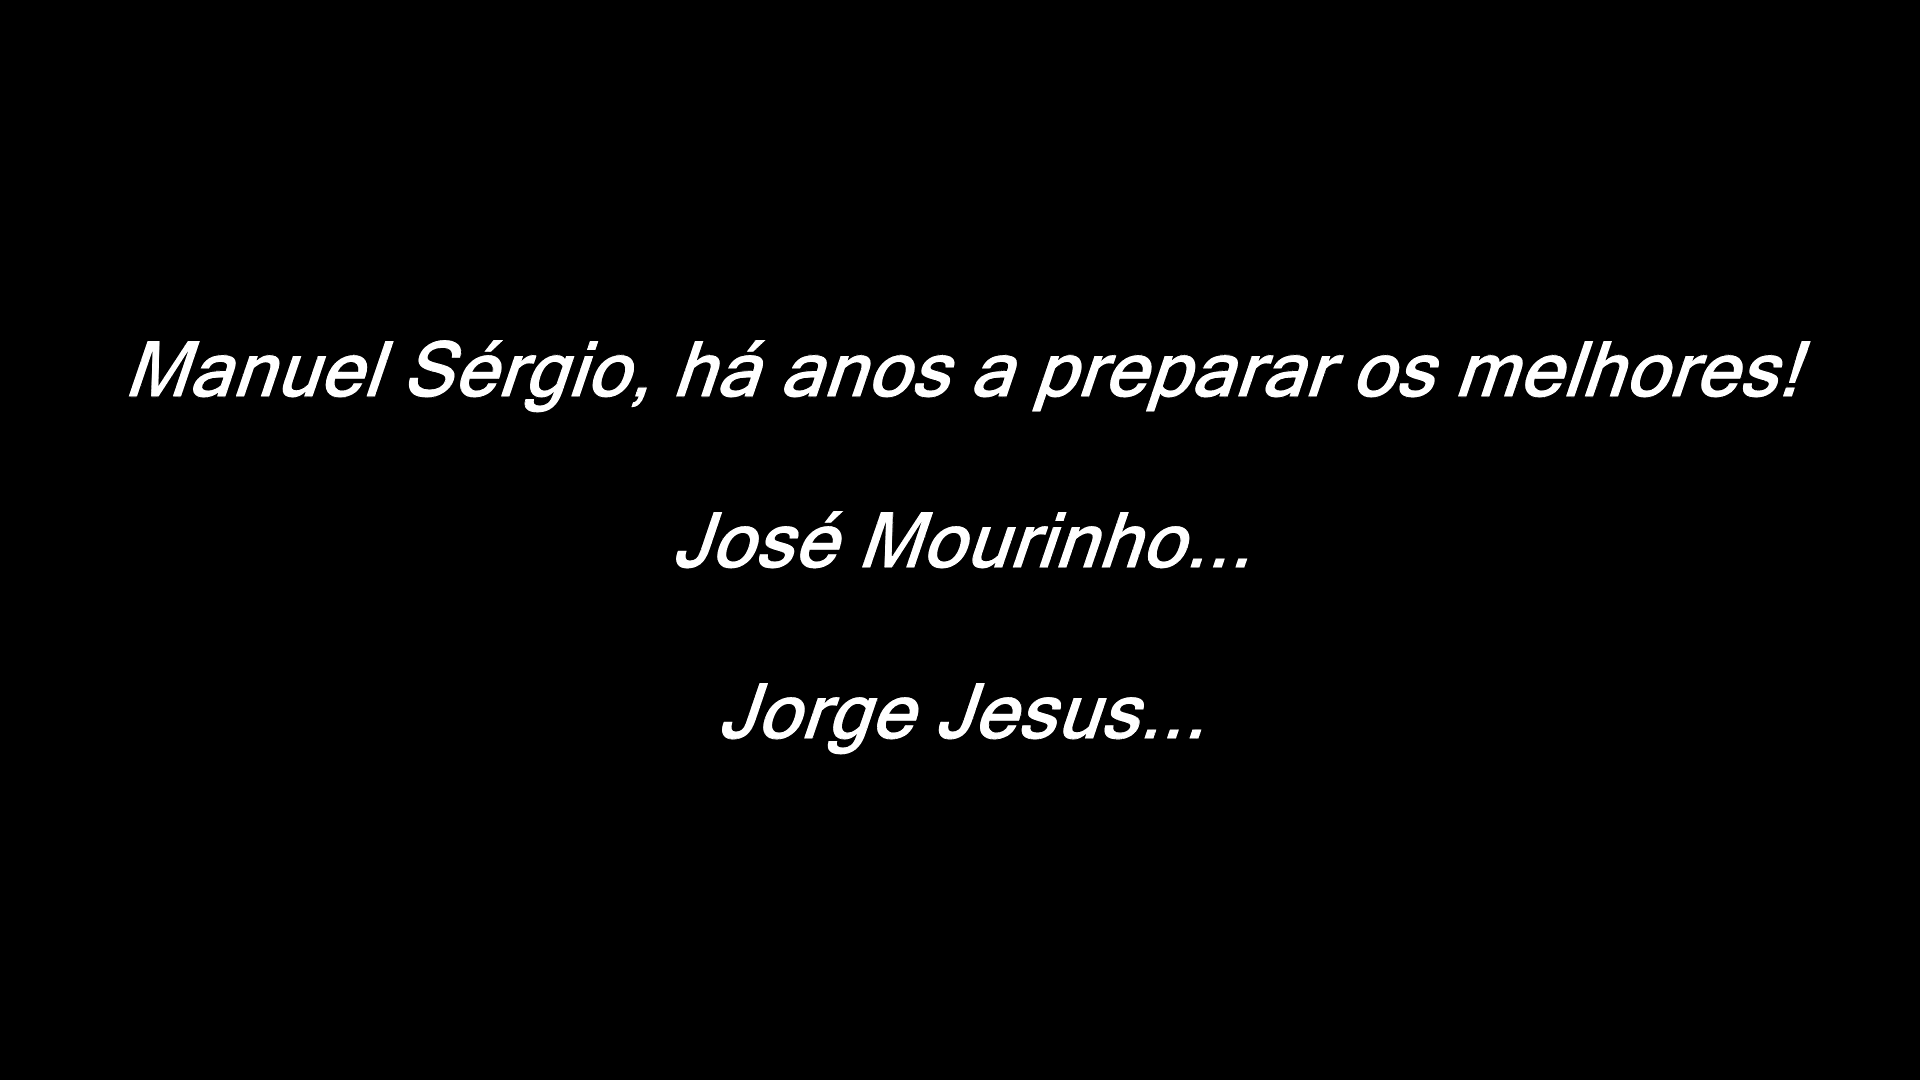 Manuel Sérgio, há anos a preparar os melhores!
José Mourinho...
Jorge Jesus...